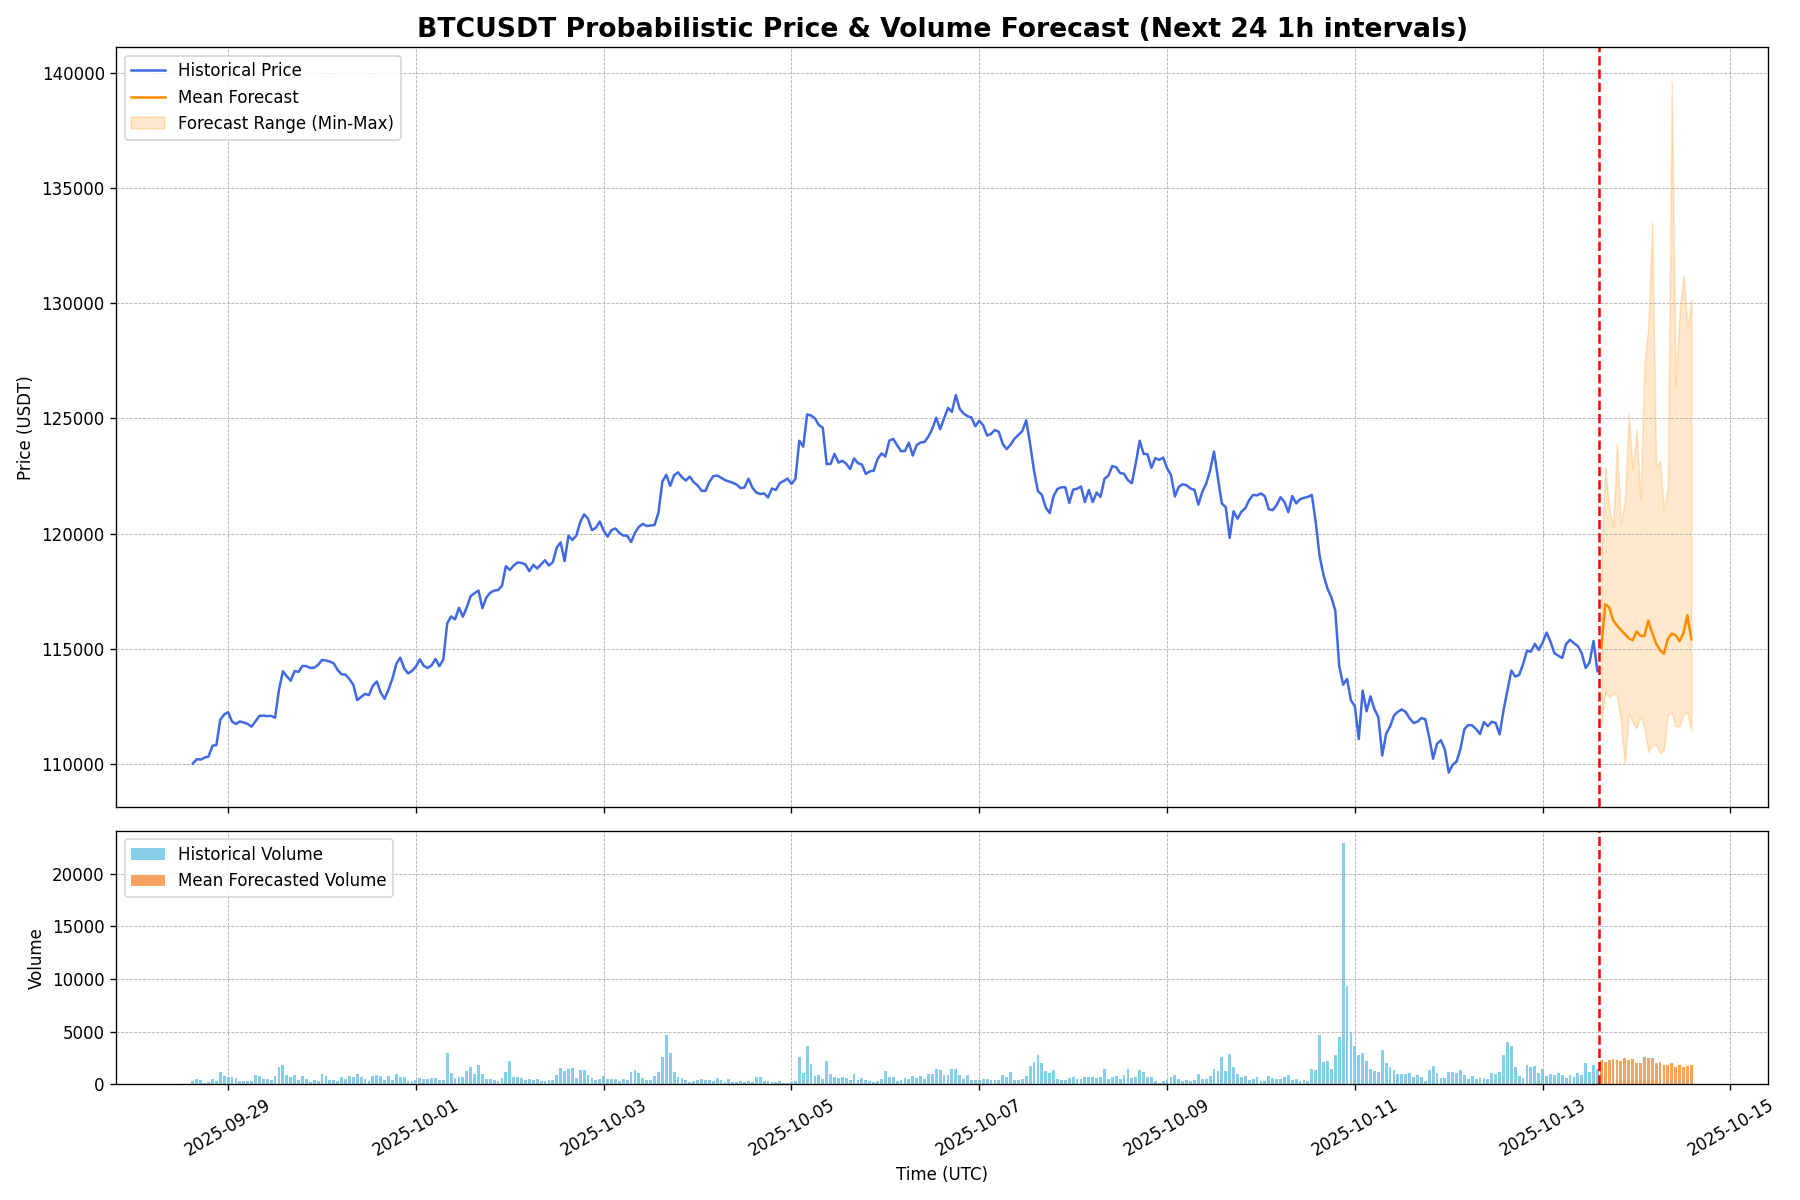 BTCUSDT Probabilistic Price & Volume Forecast (Next 24 1h intervals)
Historical Price
Mean Forecast
Forecast Range (Min-Max)
140000
135000
130000
125000
120000
115000
110000
Price (USDT)
Historical Volume
Mean Forecasted Volume
20000
15000
10000
5000
0
Volume
2025-09-29
2025-10-01
2025-10-03
2025-10-05
2025-10-07
2025-10-09
2025-10-11
2025-10-13
2025-10-15
Time (UTC)